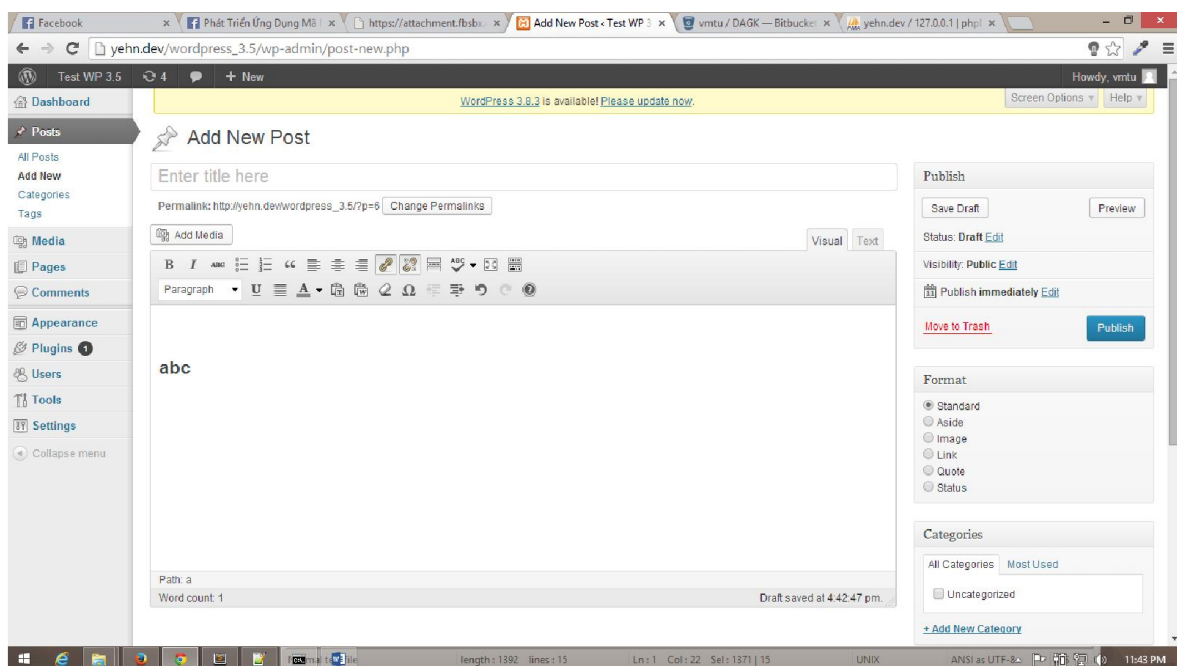 Facebook
Phát Triển Ứng Dụng Mã
https://attachment.fbsbx.
Add New Post ‹ Test WP 3
vmtu / DAGK — Bitbucket
yehn.dev / 127.0.0.1 | php
yehn.dev/wordpress_3.5/wp-admin/post-new.php
Test WP 3.5
4
+ New
Howdy, vmtu
Dashboard
WordPress 3.8.3 is available! Please update now.
Screen Options
Help
Posts
Add New Post
All Posts
Add New
Categories
Tags
Media
Pages
Comments
Appearance
Plugins 1
Users
Tools
Settings
Collapse menu
Enter title here
Permalink: http://yehn.dev/wordpress_3.5/?p=6
Change Permalinks
Add Media
Visual
Text
B I ABC
ABC
Paragraph
U
A
abc
Path: a
Word count: 1
Draft saved at 4:42:47 pm.
Publish
Save Draft
Preview
Status: Draft Edit
Visibility: Public Edit
Publish immediately Edit
Move to Trash
Publish
Format
Standard
Aside
Image
Link
Quote
Status
Categories
All Categories
Most Used
Uncategorized
+ Add New Category
length : 1392 lines : 15
Ln : 1 Col : 22 Sel : 1371 | 15
UNIX
ANSI as UTF-8
11:43 PM